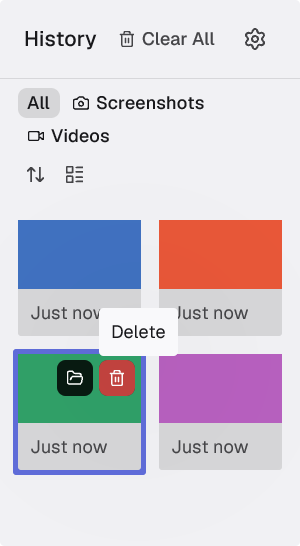 History
Clear All
All
Screenshots
Videos
Just now
Just now
Delete
Just now
Just now